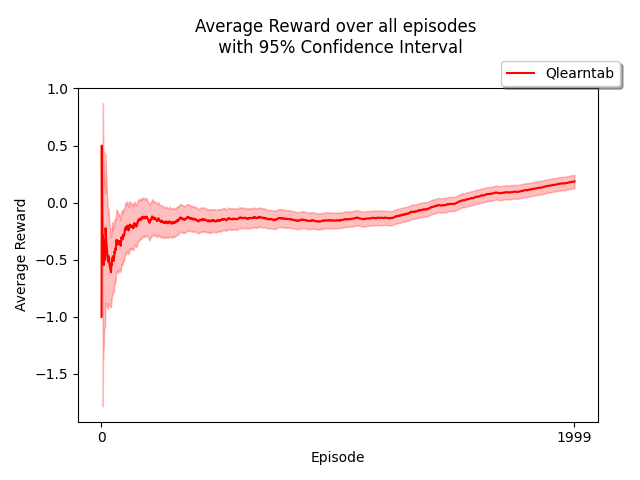 Average Reward over all episodes
with 95% Confidence Interval
Qlearntab
1.0
0.5
0.0
−0.5
−1.0
−1.5
Average Reward
0
1999
Episode